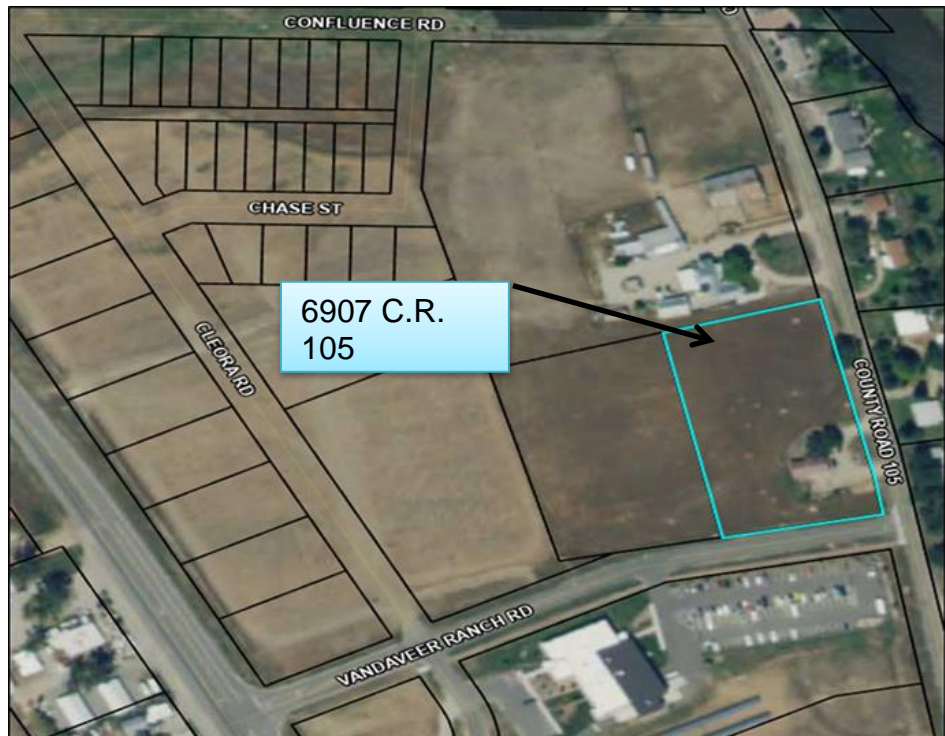 CONFLUENCE RD
CHASE ST
6907 C.R.
105
CLEORA RD
COUNTY ROAD 105
VANDAVEER RANCH RD